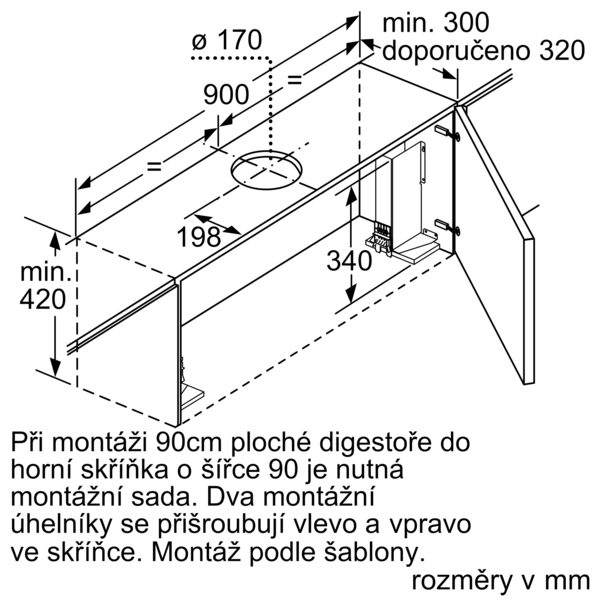 min. 300
doporučeno 320
ø 170
=
900
=
198
340
min.
420
Při montáži 90cm ploché digestoře do
horní skříňka o šířce 90 je nutná
montážní sada. Dva montážní
úhelníky se přišroubují vlevo a vpravo
ve skříňce. Montáž podle šablony.
rozměry v mm